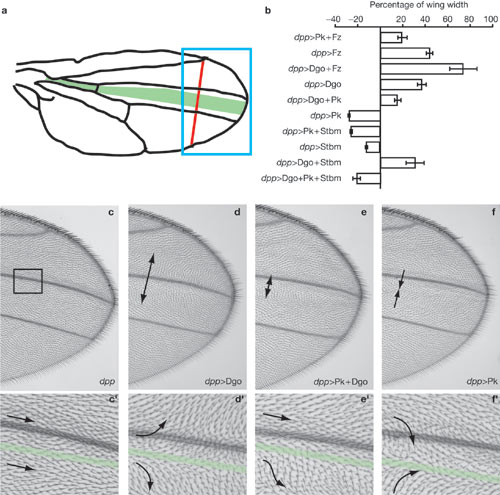 a
b
Percentage of wing width
–40 –20 0 20 40 60 80 100
dpp>Pk+Fz
dpp>Fz
dpp>Dgo+Fz
dpp>Dgo
dpp>Dgo+Pk
dpp>Pk
dpp>Pk+Stbm
dpp>Stbm
dpp>Dgo+Stbm
dpp>Dgo+Pk+Stbm
c
d
e
f
dpp
dpp>Dgo
dpp>Pk+Dgo
dpp>Pk
c'
d'
e'
f'